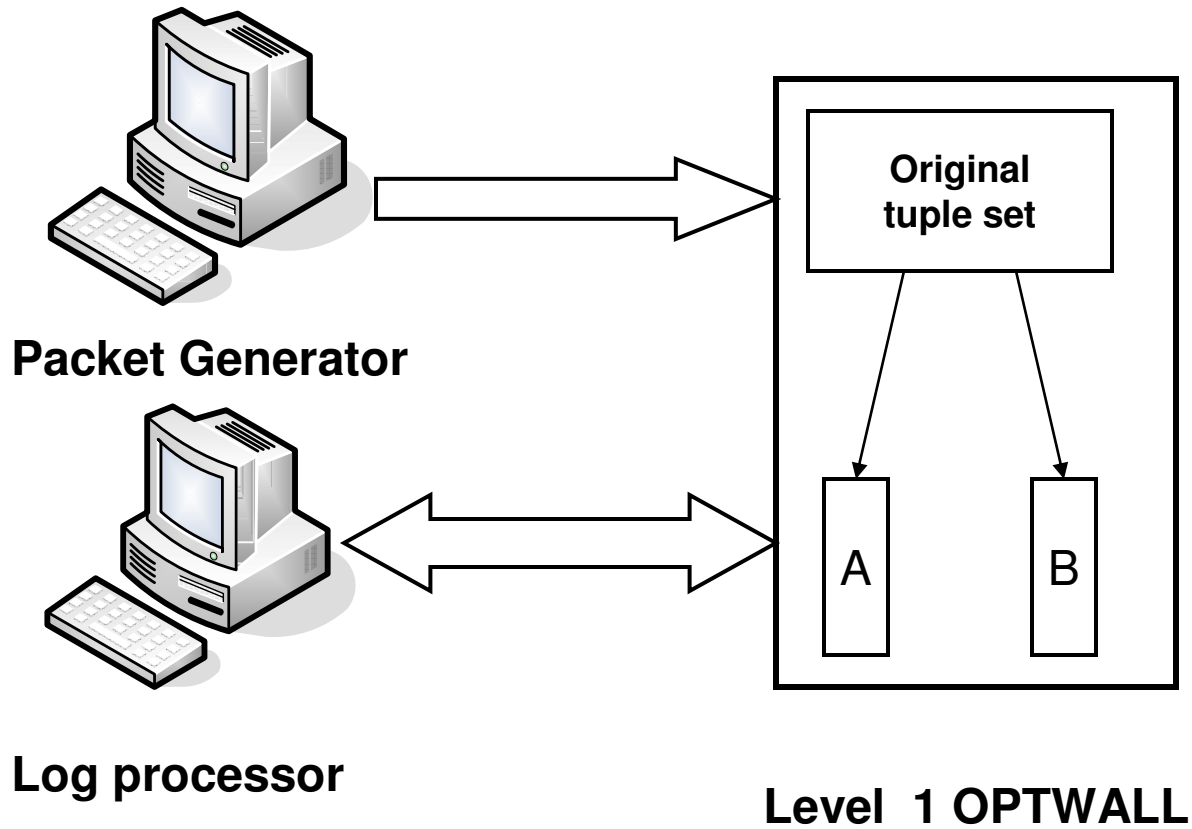 Original
tuple set
Packet Generator
A
B
Log processor
Level 1 OPTWALL